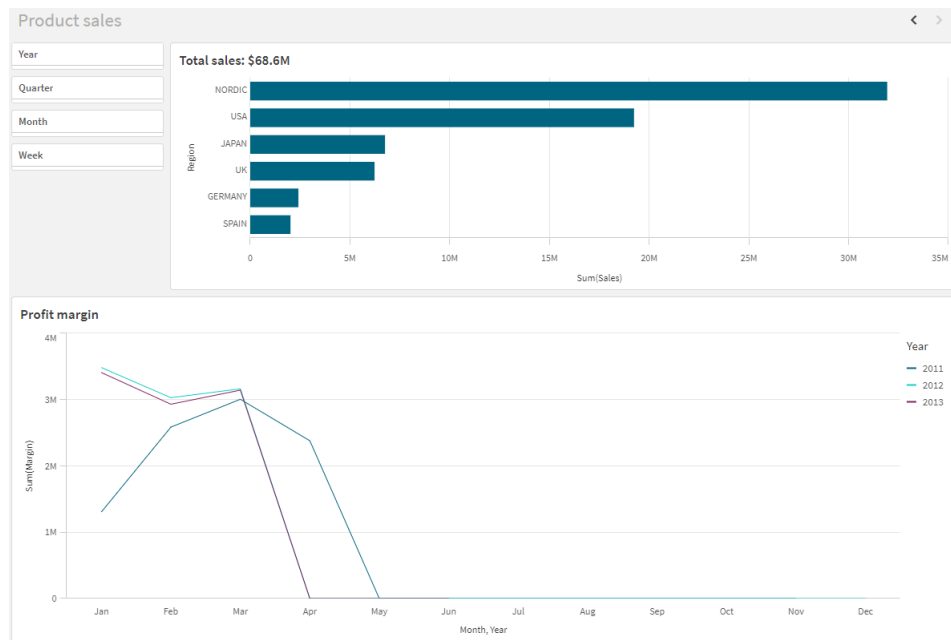 Product sales
Year
Quarter
Month
Week
Total sales: $68.6M
Region
NORDIC
USA
JAPAN
UK
GERMANY
SPAIN
0 5M 10M 15M 20M 25M 30M 35M
Sum(Sales)
Profit margin
Sum(Margin)
4M
3M
2M
1M
0
Jan Feb Mar Apr May Jun Jul Aug Sep Oct Nov Dec
Month, Year
Year
2011
2012
2013